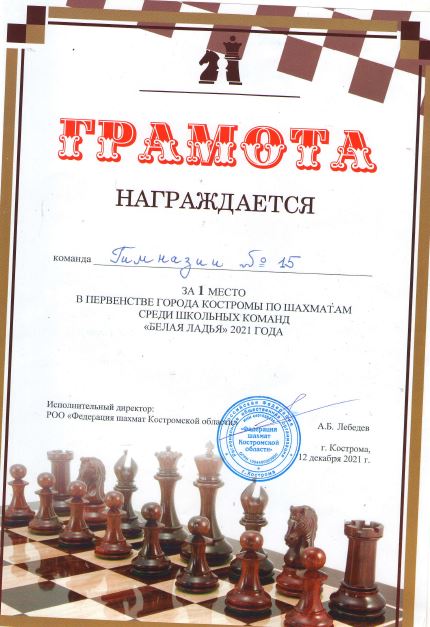 ГРАМОТА
НАГРАЖДАЕТСЯ
команда Гимназии № 15
ЗА 1 МЕСТО
В ПЕРВЕНСТВЕ ГОРОДА КОСТРОМЫ ПО ШАХМАТАМ
СРЕДИ ШКОЛЬНЫХ КОМАНД
«БЕЛАЯ ЛАДЬЯ» 2021 ГОДА
Исполнительный директор:
РОО «Федерация шахмат Костромской области»
А.Б. Лебедев
«Федерация
шахмат
Костромской
области»
г. Кострома
г. Кострома,
12 декабря 2021 г.